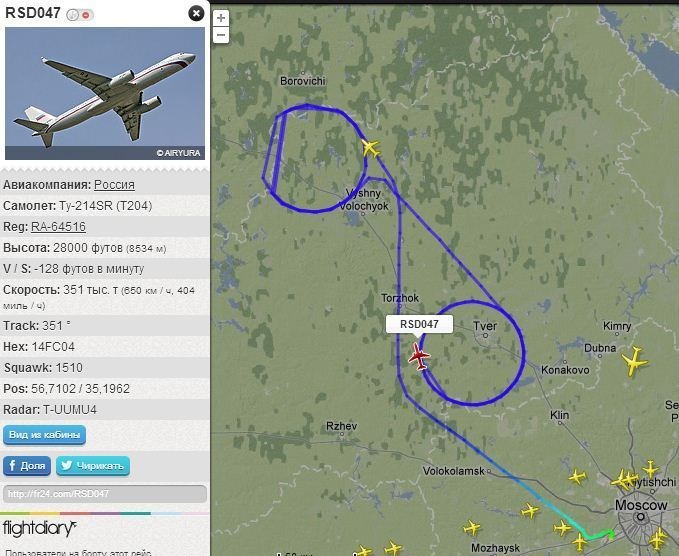 RSD047
© AIRYURA
Авиакомпания: Россия
Самолет: Ту-214SR (T204)
Reg: RA-64516
Высота: 28000 футов (8534 м)
V / S: -128 футов в минуту
Скорость: 351 тыс. т (650 км / ч, 404
миль / ч)
Track: 351 °
Hex: 14FC04
Squawk: 1510
Pos: 56,7102 / 35,1962
Radar: T-UUMU4
Вид из кабины
Доля
Чирикать
http://fr24.com/RSD047
flightdiary
Пользователи на борту этот рейс
+
−
Borovichi
Vyshny
Volochyok
Torzhok
RSD047
Tver
Kimry
Dubna
Konakovo
Klin
Rzhev
Volokolamsk
Mytishchi
Moscow
Mozhaysk